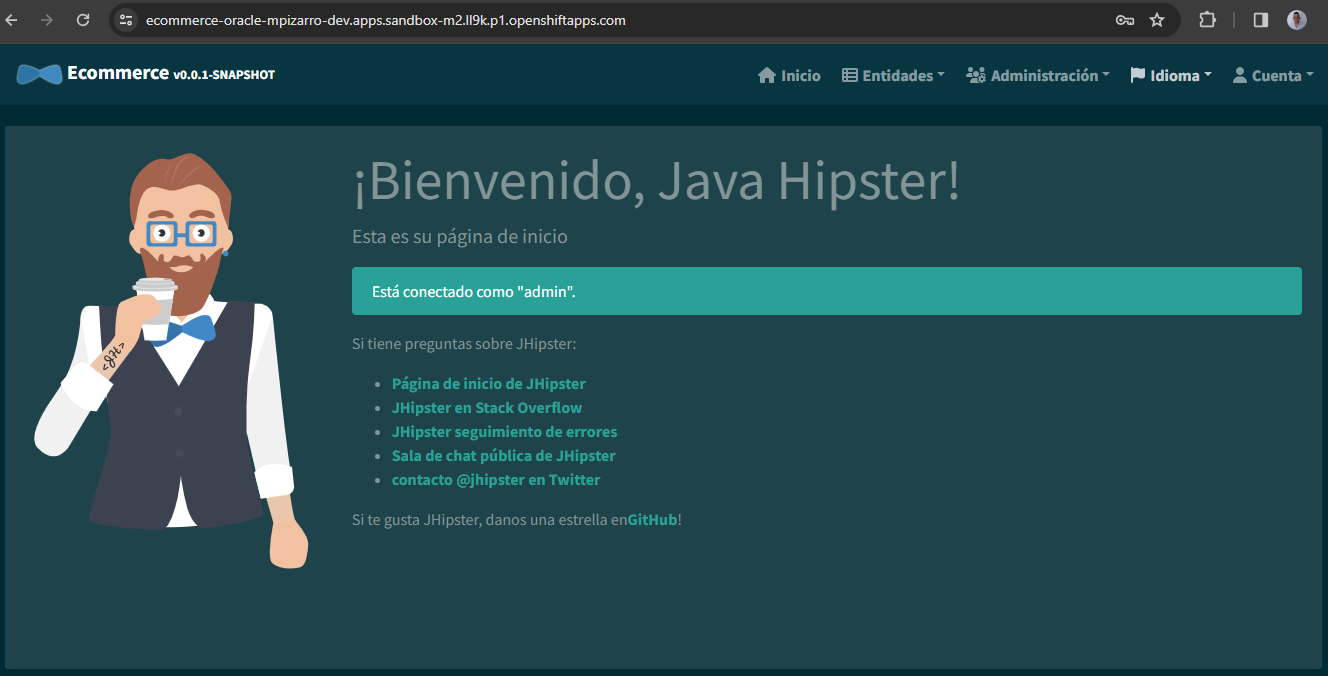 ecommerce-oracle-mpizarro-dev.apps.sandbox-m2.ll9k.p1.openshiftapps.com
Ecommerce v0.0.1-SNAPSHOT
Inicio
Entidades
Administración
Idioma
Cuenta
¡Bienvenido, Java Hipster!
Esta es su página de inicio
Está conectado como "admin".
Si tiene preguntas sobre JHipster:
Página de inicio de JHipster
JHipster en Stack Overflow
JHipster seguimiento de errores
Sala de chat pública de JHipster
contacto @jhipster en Twitter
Si te gusta JHipster, danos una estrella enGitHub!
<JH>